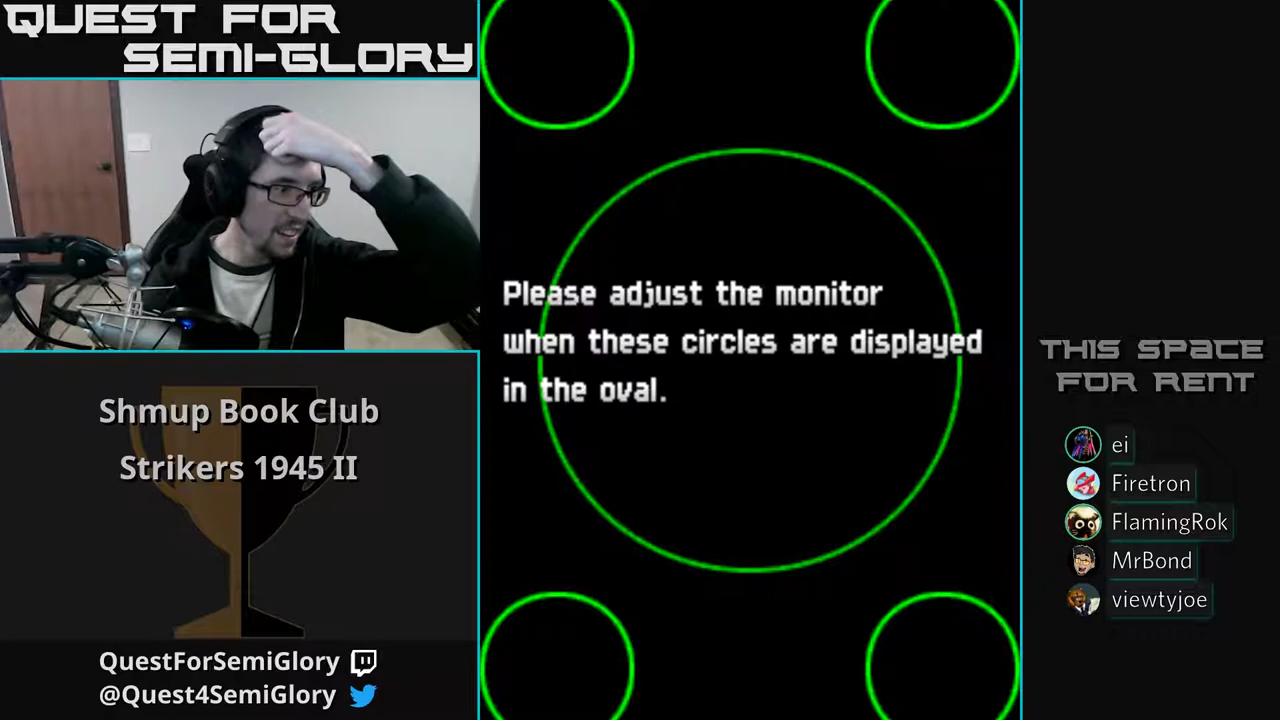 QUEST FOR
SEMI-GLORY
Please adjust the monitor
when these circles are displayed
in the oval.
Shmup Book Club
Strikers 1945 II
QuestForSemiGlory
@Quest4SemiGlory
THIS SPACE
FOR RENT
ei
Firetron
FlamingRok
MrBond
viewtyjoe